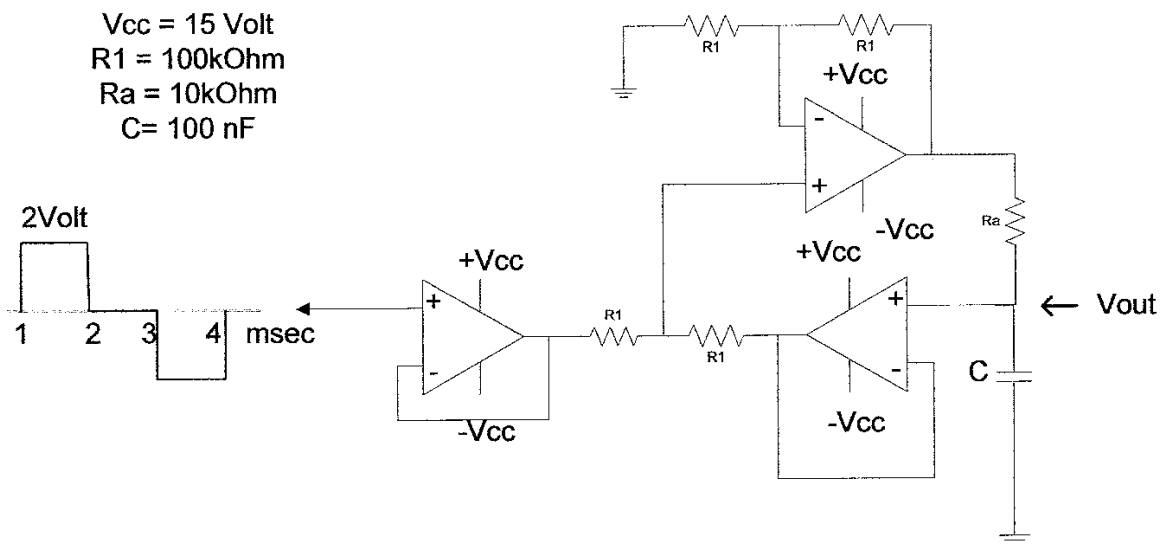 Vcc = 15 Volt
R1 = 100kOhm
Ra = 10kOhm
C= 100 nF
R1
R1
+Vcc
-
+
-Vcc
Ra
2Volt
1 2 3 4 msec
+Vcc
+
-
-Vcc
R1
R1
+Vcc
+
-
-Vcc
Vout
C